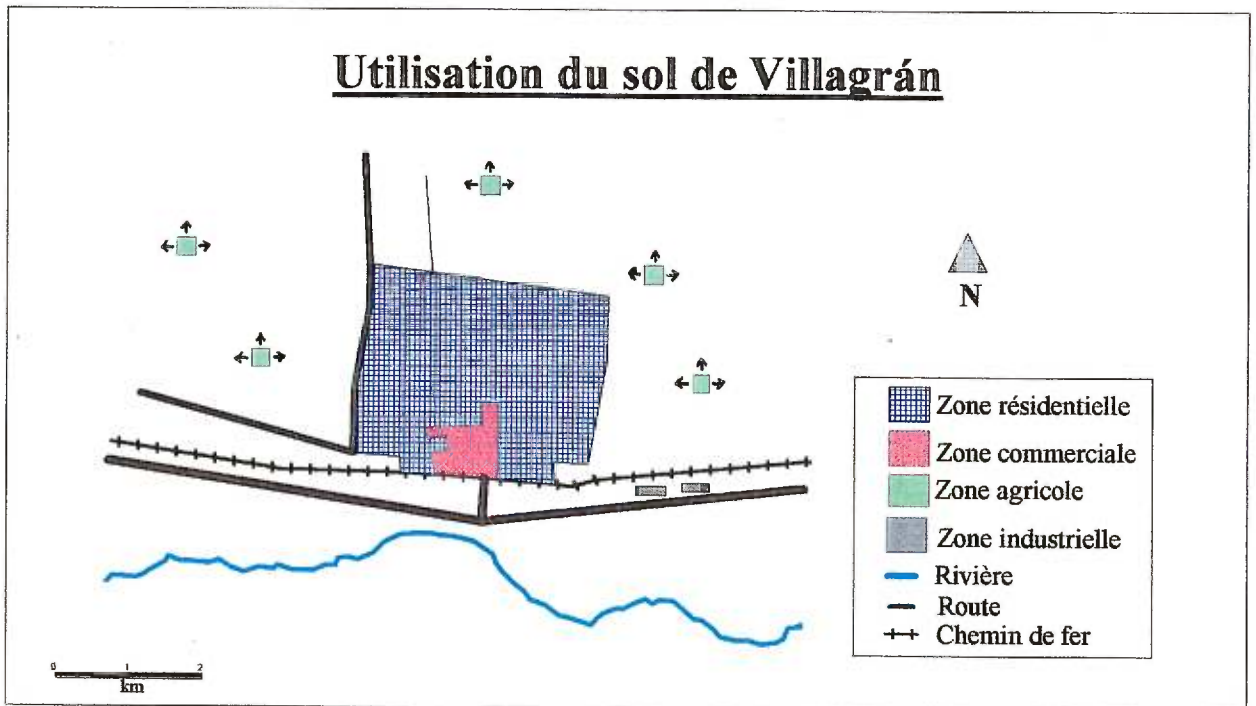 Utilisation du sol de Villagrán
N
Zone résidentielle
Zone commerciale
Zone agricole
Zone industrielle
Rivière
Route
Chemin de fer
0 1 2
km